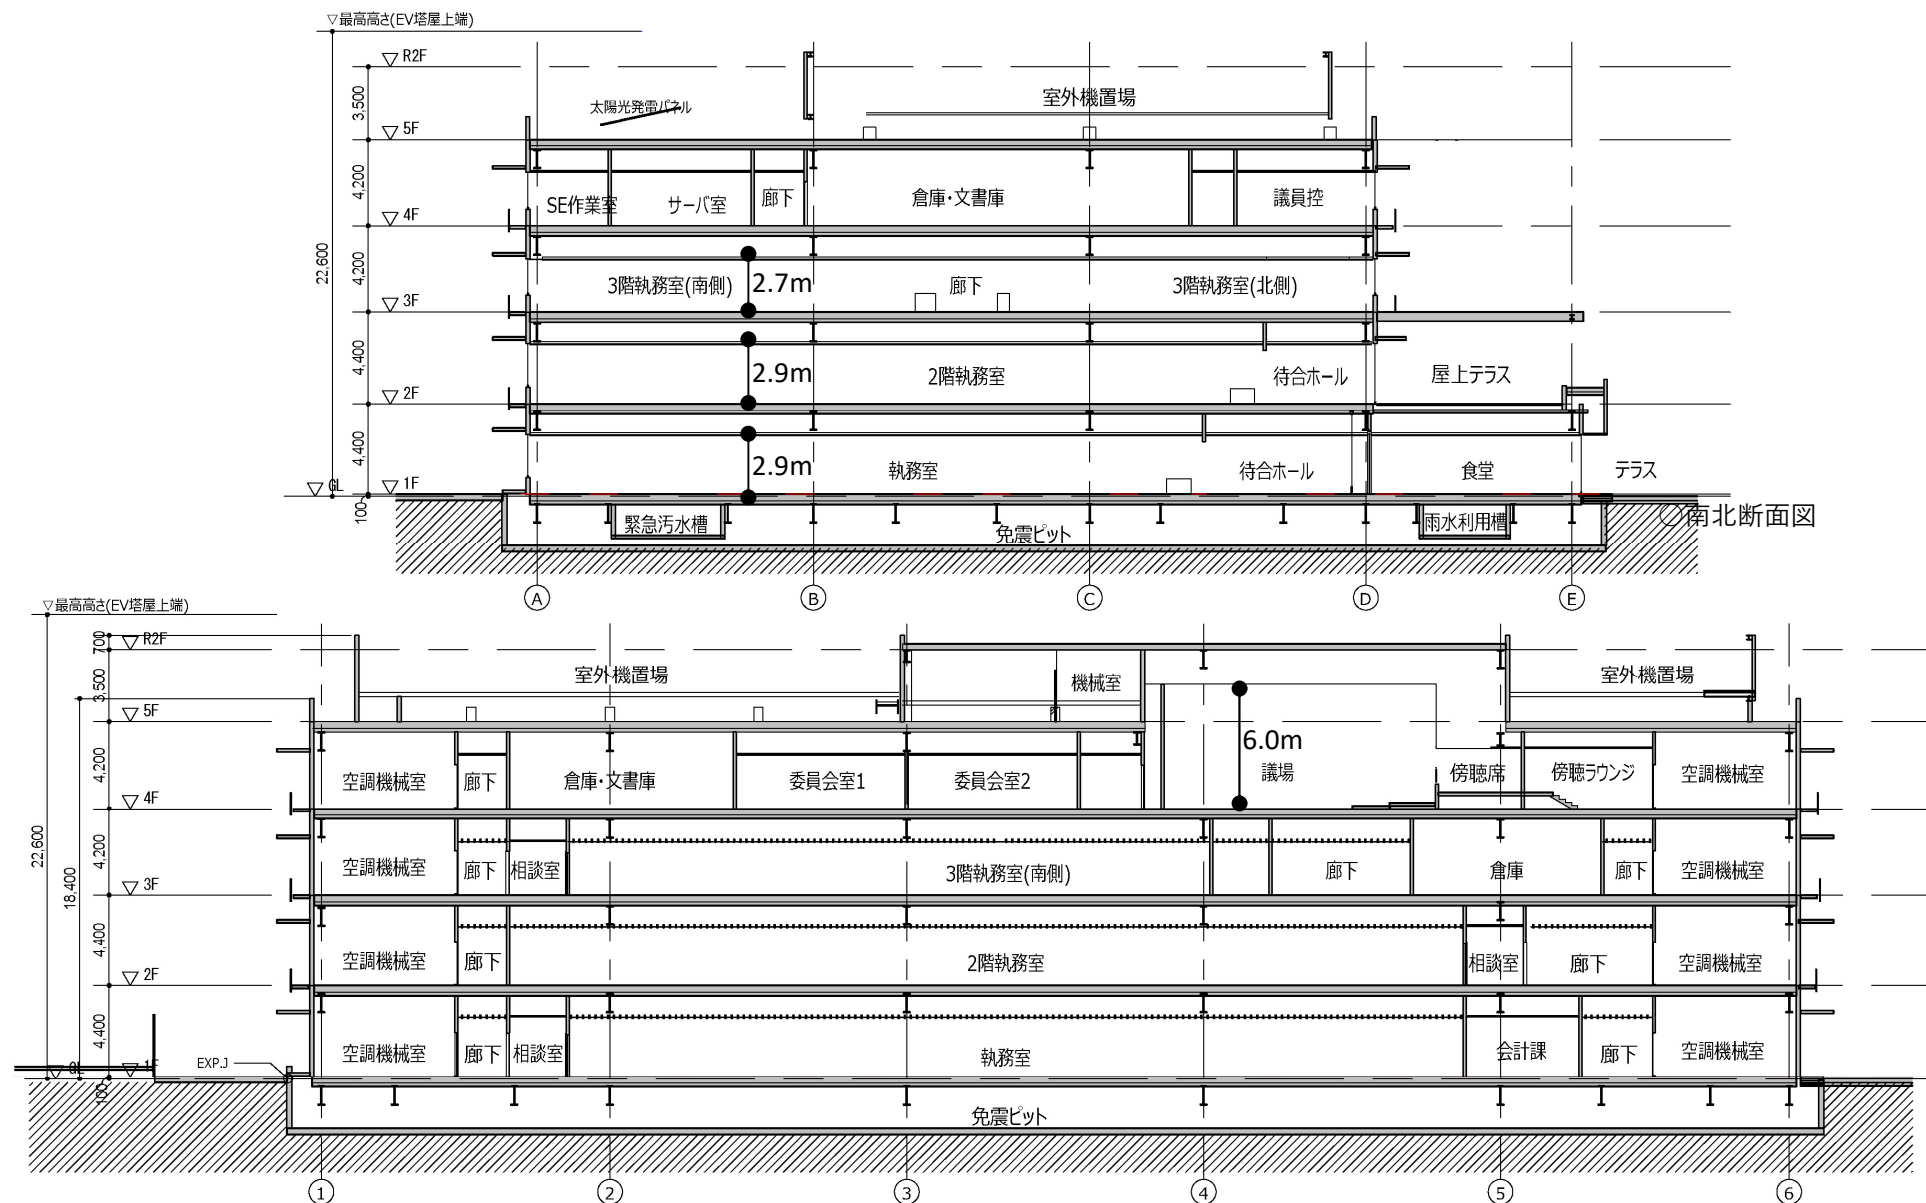 ▽最高高さ(EV塔屋上端)
▽ R2F
3,500
太陽光発電パネル
室外機置場
▽ 5F
4,200
SE作業室
サーバ室
廊下
倉庫・文書庫
議員控
▽ 4F
22,600
4,200
3階執務室(南側)
2.7m
廊下
3階執務室(北側)
▽ 3F
4,400
2.9m
2階執務室
待合ホール
屋上テラス
▽ 2F
4,400
2.9m
執務室
待合ホール
食堂
テラス
▽ GL
▽ 1F
100
緊急汚水槽
免震ピット
雨水利用槽
○南北断面図
A
B
C
D
E
▽最高高さ(EV塔屋上端)
700
▽ R2F
3,500
室外機置場
機械室
室外機置場
▽ 5F
4,200
空調機械室
廊下
倉庫・文書庫
委員会室1
委員会室2
6.0m
議場
傍聴席
傍聴ラウンジ
空調機械室
▽ 4F
22,600
18,400
4,200
空調機械室
廊下
相談室
3階執務室(南側)
廊下
倉庫
廊下
空調機械室
▽ 3F
4,400
空調機械室
廊下
2階執務室
相談室
廊下
空調機械室
▽ 2F
4,400
空調機械室
廊下
相談室
執務室
会計課
廊下
空調機械室
▽ GL
▽ 1F
EXP.J
100
免震ピット
1
2
3
4
5
6